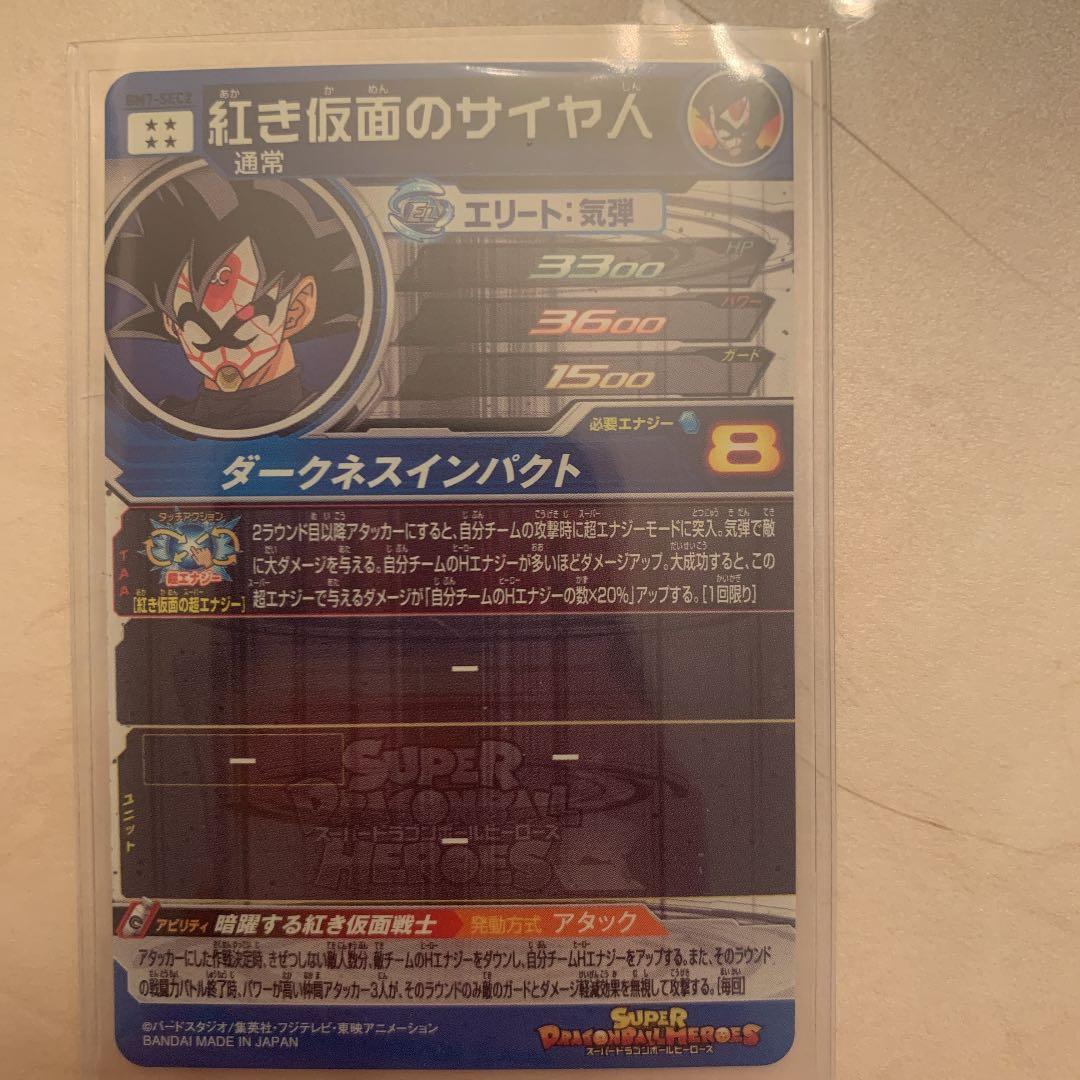 BM7-SEC2
★★
★★
紅き仮面のサイヤ人
通常
エリート：気弾
HP
3300
パワー
3600
ガード
1500
必要エナジー
8
ダークネスインパクト
TAA
タッチアクション
超エナジー
[紅き仮面の超エナジー]
2ラウンド目以降アタッカーにすると、自分チームの攻撃時に超エナジーモードに突入。気弾で敵
に大ダメージを与える。自分チームのHエナジーが多いほどダメージアップ。大成功すると、この
超エナジーで与えるダメージが「自分チームのHエナジーの数×20%」アップする。[1回限り]
ー
ユニット
ー ー
ー
SUPER
DRAGONBALL
スーパードラゴンボールヒーローズ
HEROES
アビリティ 暗躍する紅き仮面戦士 発動方式 アタック
アタッカーにした作戦決定時、きぜつしない敵人数分、敵チームのHエナジーをダウンし、自分チームHエナジーをアップする。また、そのラウンド
の戦闘力バトル終了時、パワーが高い仲間アタッカー3人が、そのラウンドのみ敵のガードとダメージ軽減効果を無視して攻撃する。[毎回]
©バードスタジオ/集英社・フジテレビ・東映アニメーション
BANDAI MADE IN JAPAN
SUPER
DRAGONBALL HEROES
スーパードラゴンボールヒーローズ